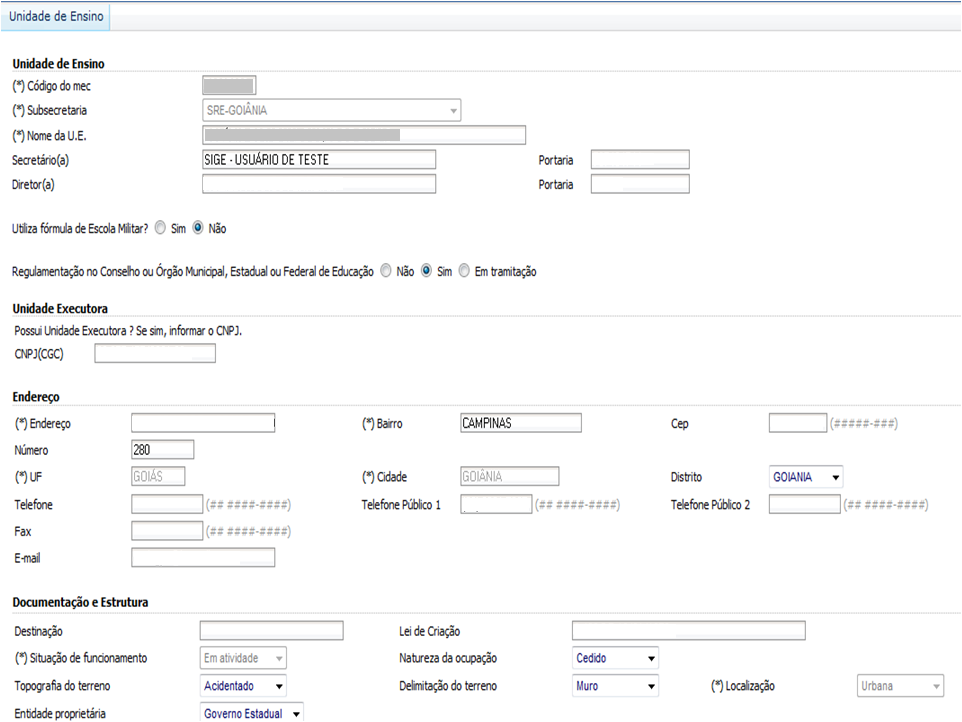 Unidade de Ensino
Unidade de Ensino
(*) Código do mec
(*) Subsecretaria SRE-GOIÂNIA
(*) Nome da U.E.
Secretário(a) SIGE - USUÁRIO DE TESTE Portaria
Diretor(a) Portaria
Utiliza fórmula de Escola Militar? Sim Não
Regulamentação no Conselho ou Órgão Municipal, Estadual ou Federal de Educação Não Sim Em tramitação
Unidade Executora
Possui Unidade Executora ? Se sim, informar o CNPJ.
CNPJ(CGC)
Endereço
(*) Endereço (*) Bairro CAMPINAS Cep (#####-###)
Número 280
(*) UF GOIÁS (*) Cidade GOIÂNIA Distrito GOIANIA
Telefone (## ####-####) Telefone Público 1 (## ####-####) Telefone Público 2 (## ####-####)
Fax (## ####-####)
E-mail
Documentação e Estrutura
Destinação Lei de Criação
(*) Situação de funcionamento Em atividade Natureza da ocupação Cedido
Topografia do terreno Acidentado Delimitação do terreno Muro (*) Localização Urbana
Entidade proprietária Governo Estadual